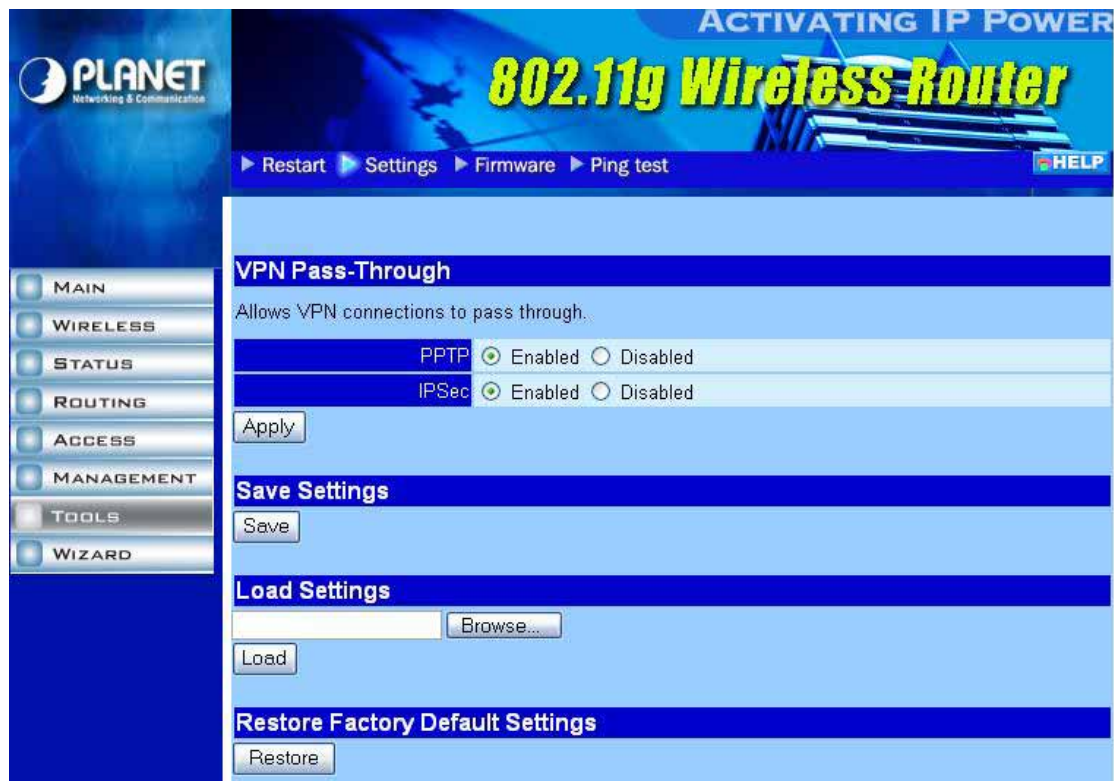 ACTIVATING IP POWER
PLANET
Networking & Communication
802.11g Wireless Router
Restart Settings Firmware Ping test
HELP
MAIN
WIRELESS
STATUS
ROUTING
ACCESS
MANAGEMENT
TOOLS
WIZARD
VPN Pass-Through
Allows VPN connections to pass through.
PPTP Enabled Disabled
IPSec Enabled Disabled
Apply
Save Settings
Save
Load Settings
Browse...
Load
Restore Factory Default Settings
Restore